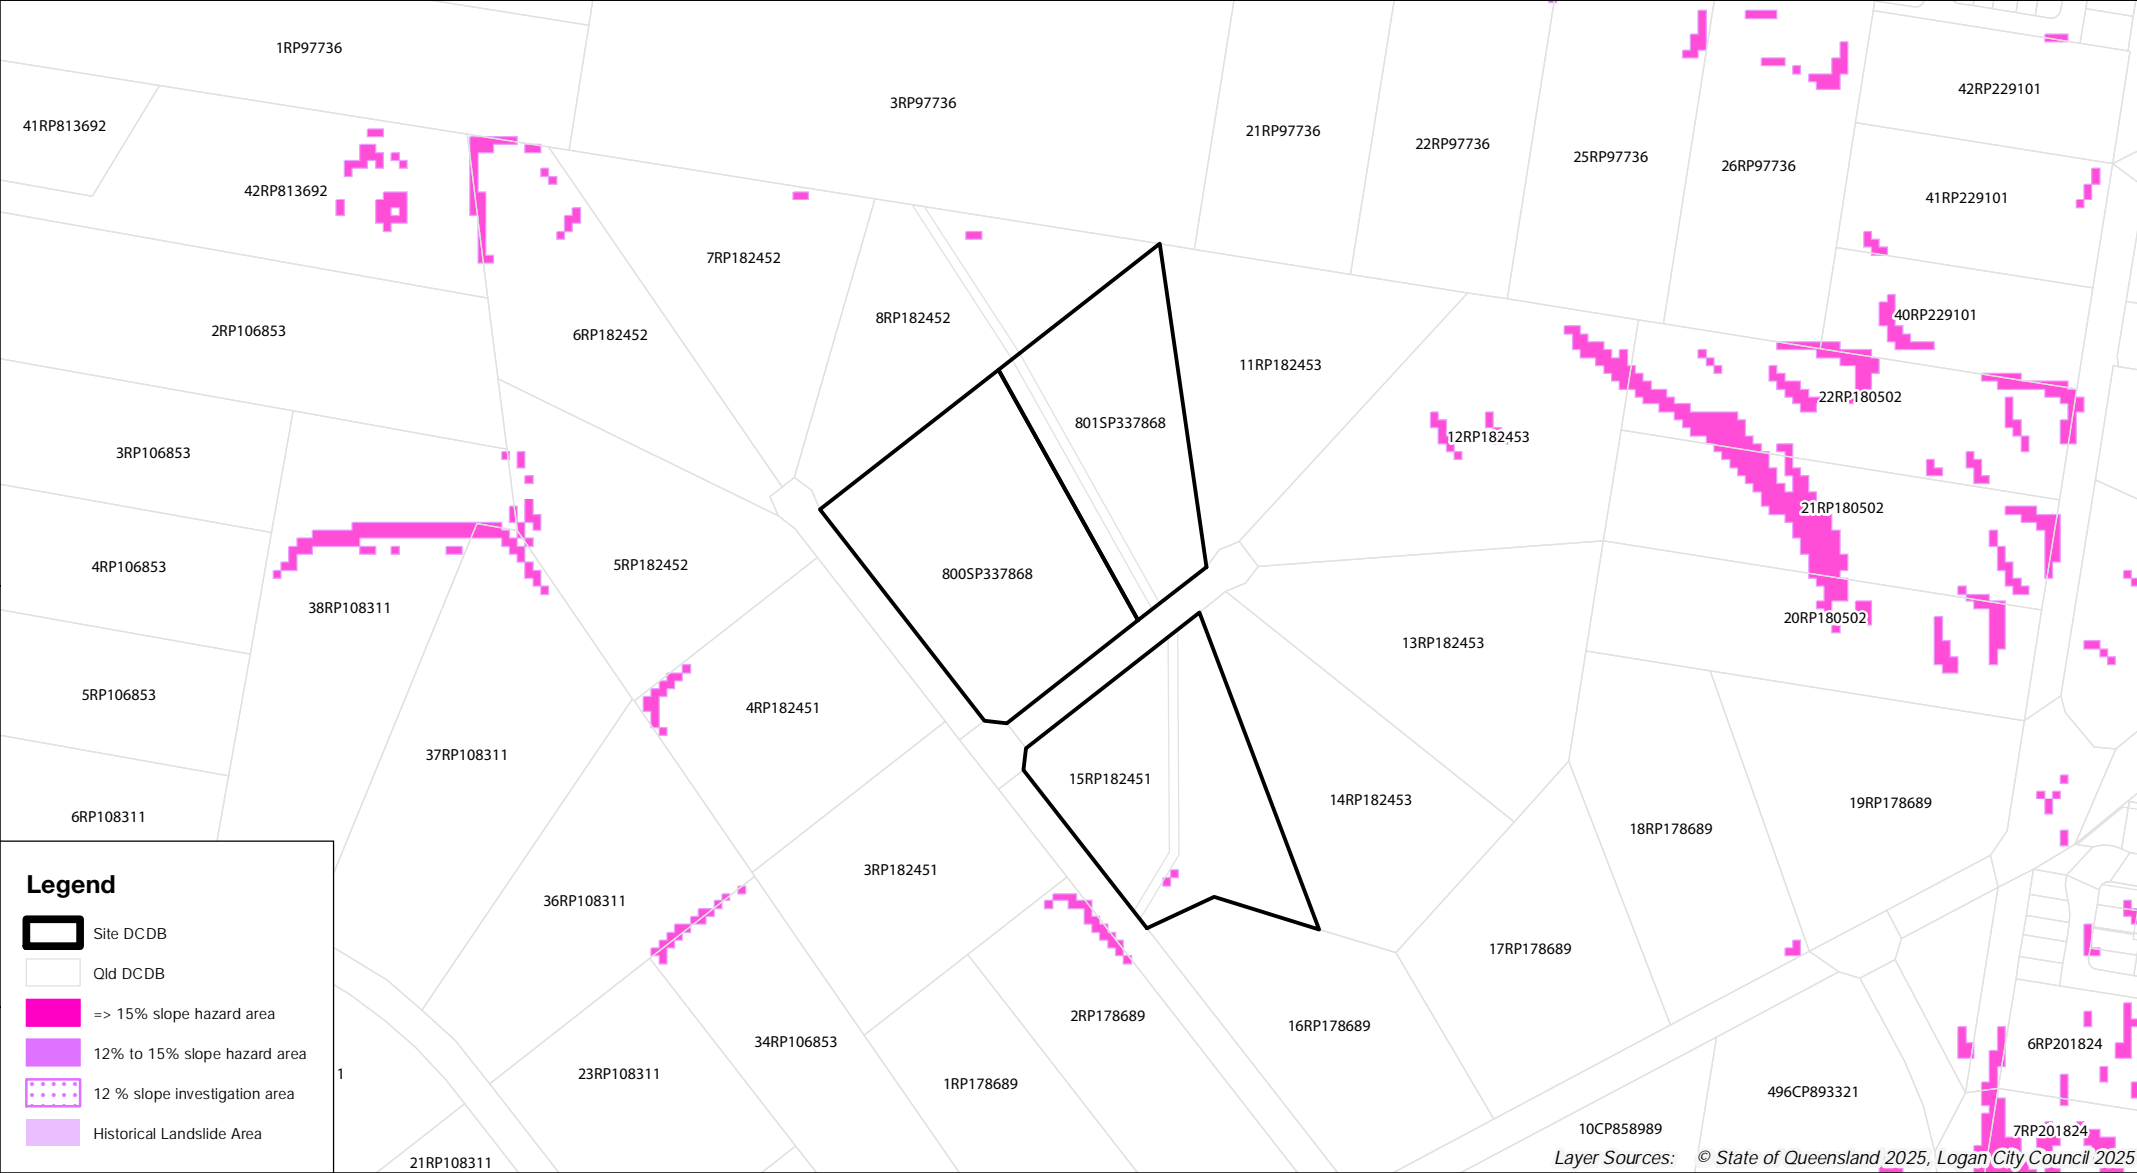 1RP97736
3RP97736
42RP229101
41RP813692
21RP97736
22RP97736
25RP97736
26RP97736
42RP813692
41RP229101
7RP182452
8RP182452
40RP229101
2RP106853
6RP182452
11RP182453
22RP180502
801SP337868
12RP182453
3RP106853
21RP180502
4RP106853
5RP182452
800SP337868
38RP108311
20RP180502
13RP182453
5RP106853
4RP182451
37RP108311
15RP182451
14RP182453
19RP178689
6RP108311
18RP178689
3RP182451
36RP108311
17RP178689
2RP178689
16RP178689
34RP106853
6RP201824
1
23RP108311
1RP178689
496CP893321
10CP858989
7RP201824
21RP108311
Legend
Site DCDB
Qld DCDB
=> 15% slope hazard area
12% to 15% slope hazard area
12 % slope investigation area
Historical Landslide Area
Layer Sources: © State of Queensland 2025, Logan City Council 2025